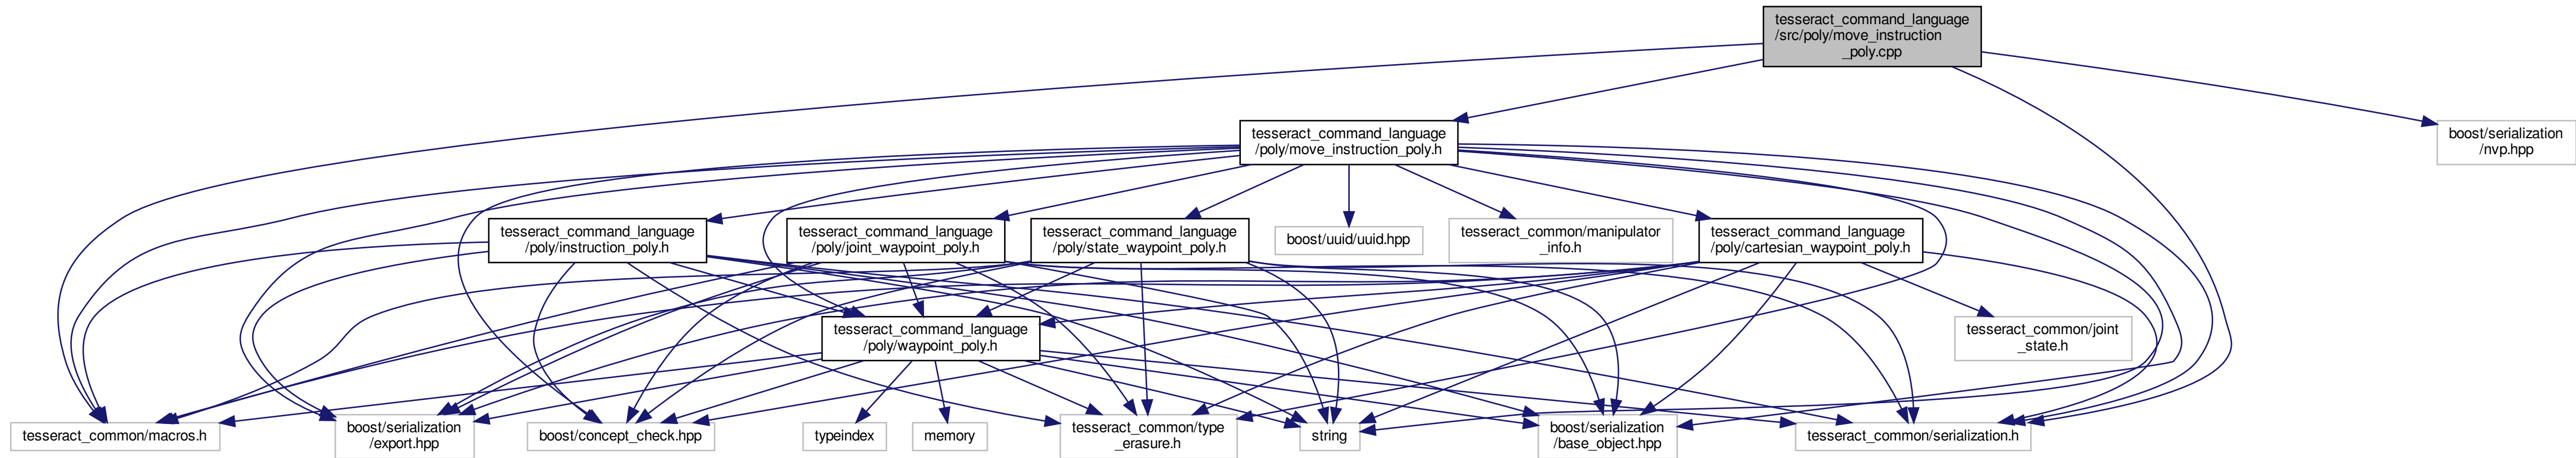 tesseract_command_language
/src/poly/move_instruction
_poly.cpp
tesseract_command_language
/poly/move_instruction_poly.h
boost/serialization
/nvp.hpp
tesseract_command_language
/poly/instruction_poly.h
tesseract_command_language
/poly/joint_waypoint_poly.h
tesseract_command_language
/poly/state_waypoint_poly.h
boost/uuid/uuid.hpp
tesseract_common/manipulator
_info.h
tesseract_command_language
/poly/cartesian_waypoint_poly.h
tesseract_command_language
/poly/waypoint_poly.h
tesseract_common/joint
_state.h
tesseract_common/macros.h
boost/serialization
/export.hpp
boost/concept_check.hpp
typeindex
memory
tesseract_common/type
_erasure.h
string
boost/serialization
/base_object.hpp
tesseract_common/serialization.h